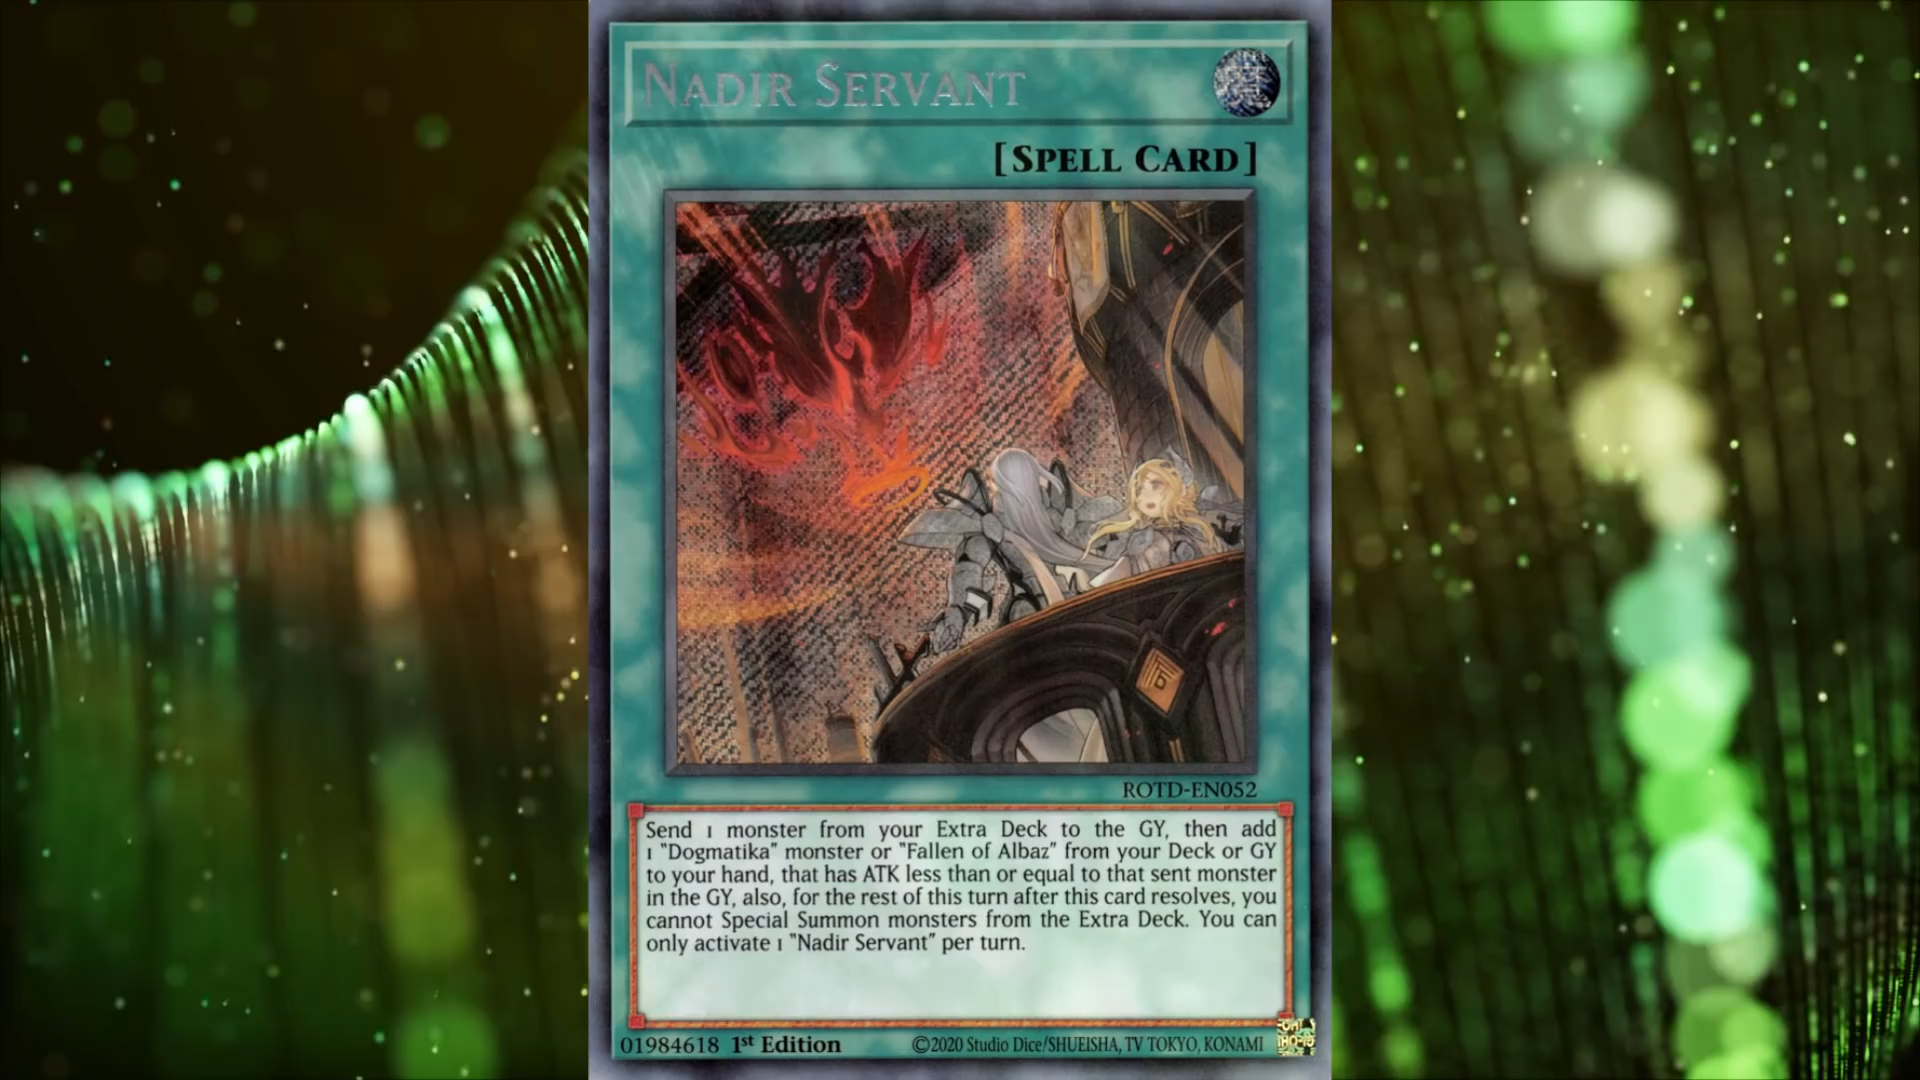 NADIR SERVANT
[SPELL CARD]
ROTD-EN052
Send 1 monster from your Extra Deck to the GY, then add
1 "Dogmatika" monster or "Fallen of Albaz" from your Deck or GY
to your hand, that has ATK less than or equal to that sent monster
in the GY, also, for the rest of this turn after this card resolves, you
cannot Special Summon monsters from the Extra Deck. You can
only activate 1 "Nadir Servant" per turn.
01984618 1st Edition ©2020 Studio Dice/SHUEISHA, TV TOKYO, KONAMI